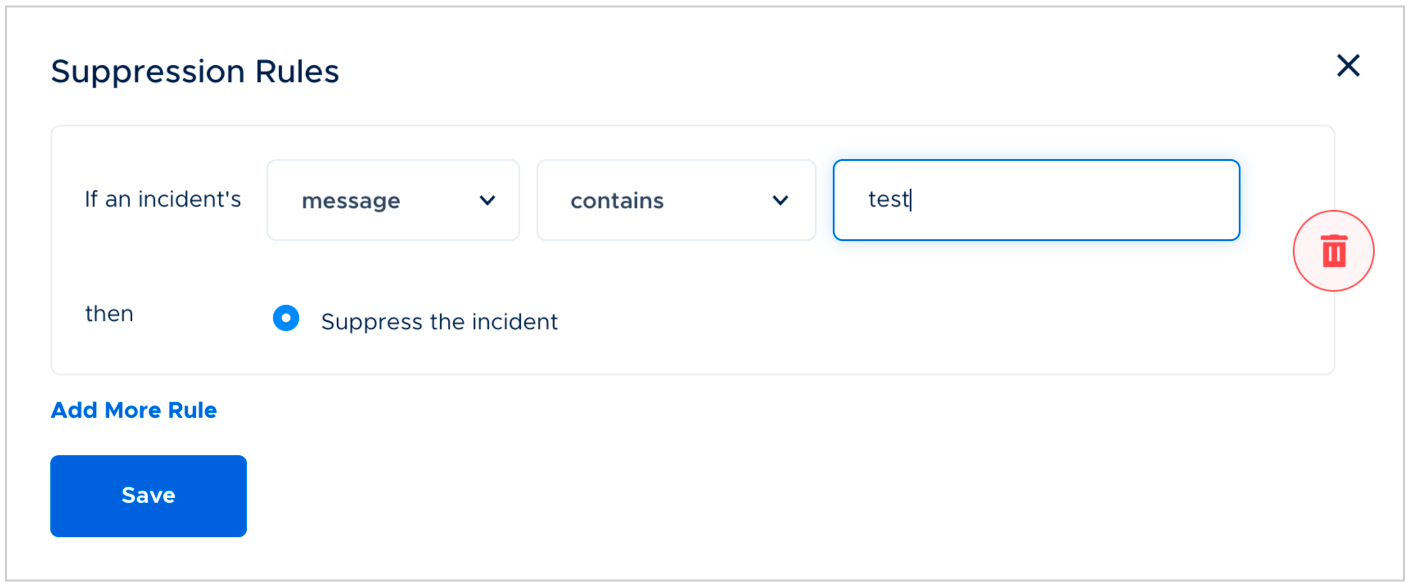 Suppression Rules
If an incident's message contains test
then Suppress the incident
Add More Rule
Save